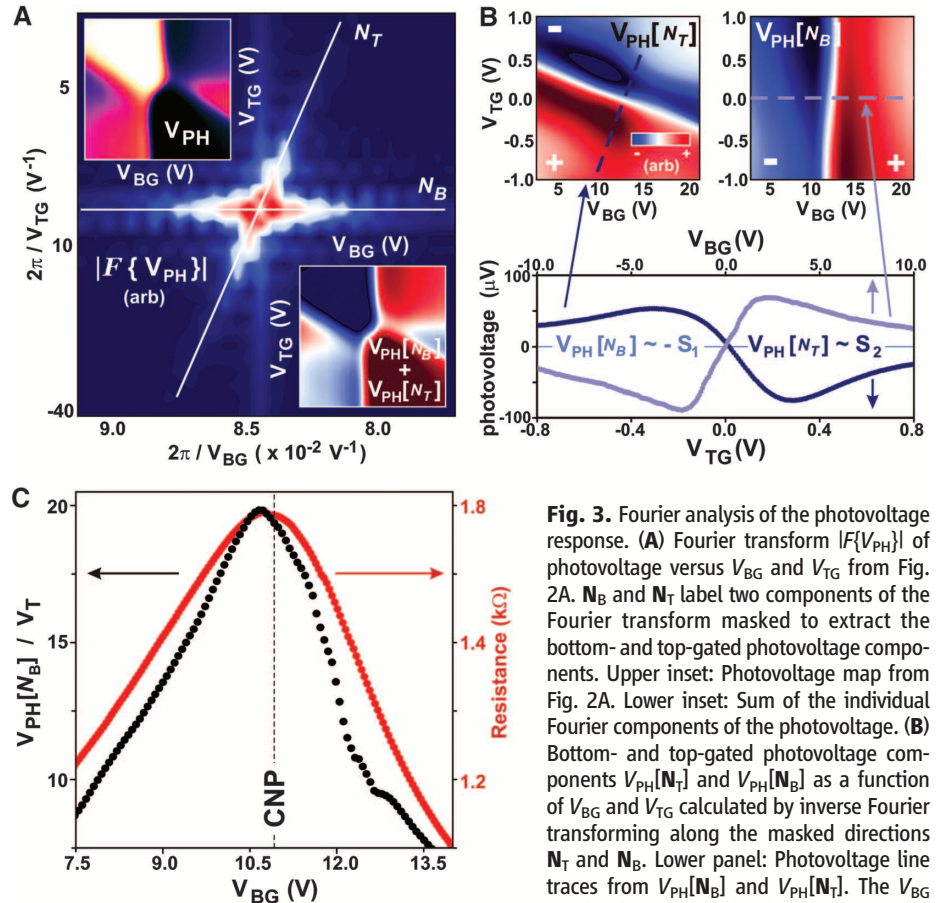 A
N_T
V_TG (V)
V_PH
V_BG (V)
5
10
-40
2π / V_TG (V⁻¹)
N_B
|F{V_PH}|
(arb)
V_BG (V)
V_TG (V)
V_PH[N_B]
+
V_PH[N_T]
9.0 8.5 8.0
2π / V_BG ( x 10⁻² V⁻¹)
B
1.0
0.5
0.0
-0.5
-1.0
V_TG (V)
-
V_PH[N_T]
+
- +
(arb)
5 10 15 20
V_BG (V)
1.0
0.5
0.0
-0.5
-1.0
V_PH[N_B]
-
+
5 10 15 20
V_BG (V)
V_BG (V)
-10.0 -5.0 0.0 5.0 10.0
photovoltage (μV)
100
0
-100
V_PH[N_B] ~ - S₁
V_PH[N_T] ~ S₂
-0.8 -0.4 0.0 0.4 0.8
V_TG(V)
C
20
15
10
V_PH[N_B] / V_T
1.8
1.4
1.2
Resistance (kΩ)
CNP
7.5 9.0 10.5 12.0 13.5
V_BG (V)
Fig. 3. Fourier analysis of the photovoltage
response. (A) Fourier transform |F{V_PH}| of
photovoltage versus V_BG and V_TG from Fig.
2A. N_B and N_T label two components of the
Fourier transform masked to extract the
bottom- and top-gated photovoltage compo-
nents. Upper inset: Photovoltage map from
Fig. 2A. Lower inset: Sum of the individual
Fourier components of the photovoltage. (B)
Bottom- and top-gated photovoltage com-
ponents V_PH[N_T] and V_PH[N_B] as a function
of V_BG and V_TG calculated by inverse Fourier
transforming along the masked directions
N_T and N_B. Lower panel: Photovoltage line
traces from V_PH[N_B] and V_PH[N_T]. The V_BG